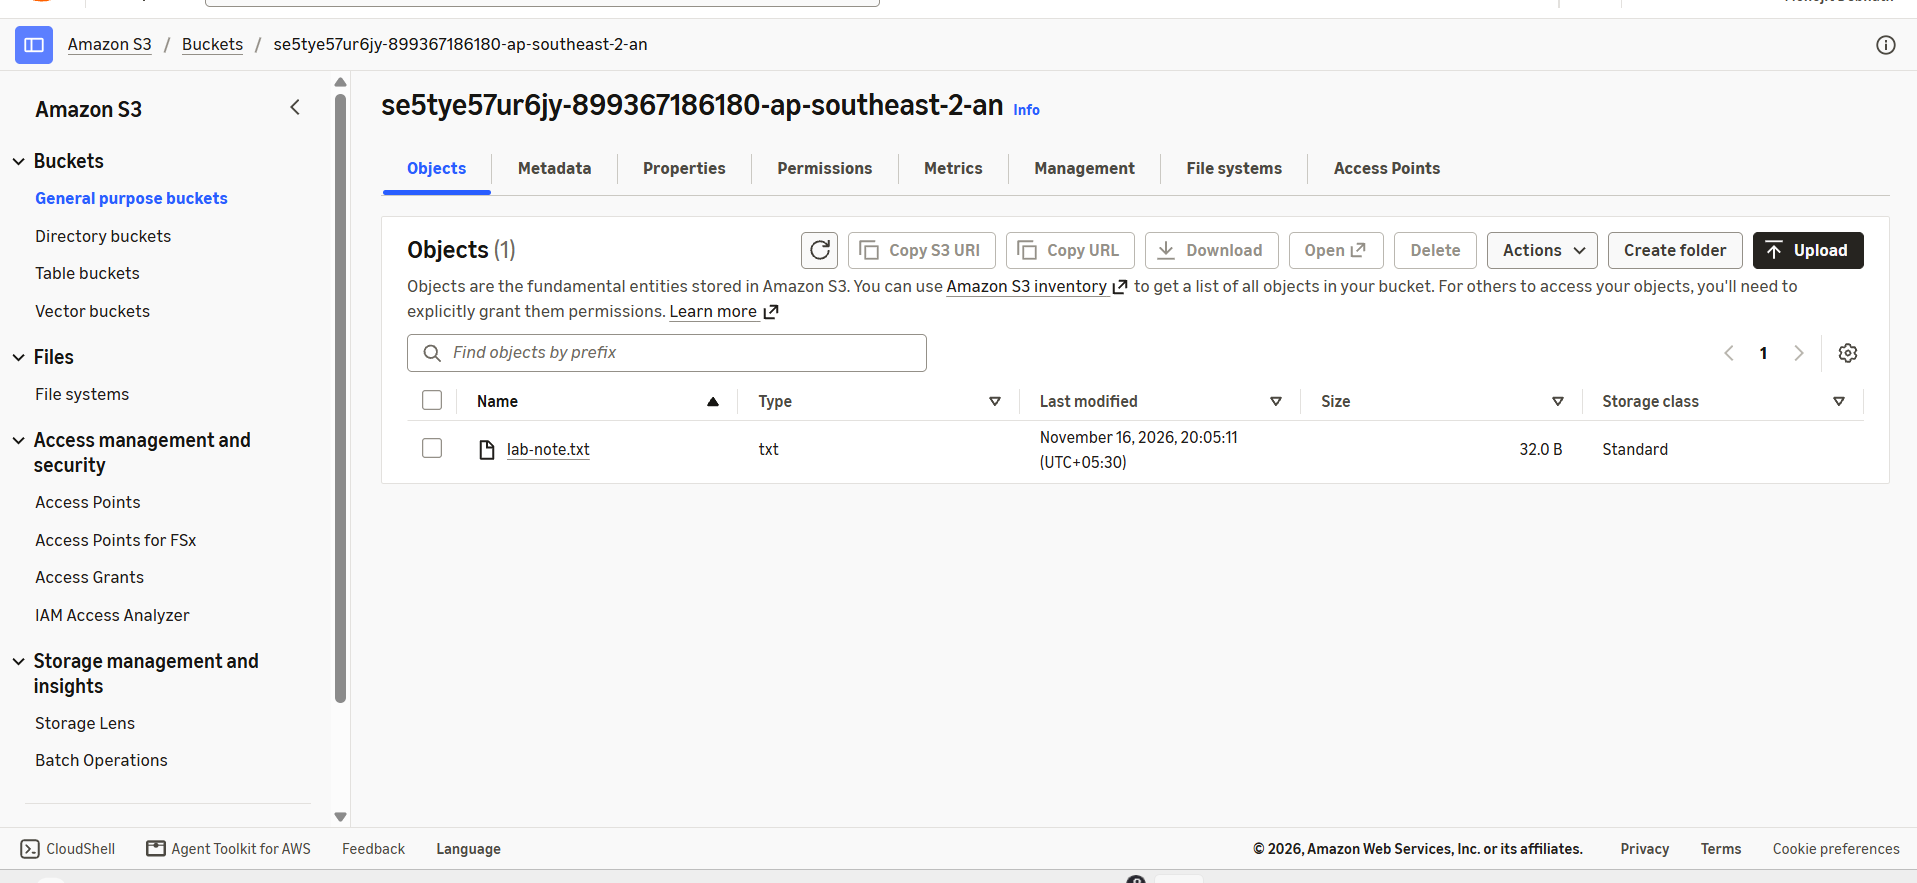 Amazon S3 / Buckets / se5tye57ur6jy-899367186180-ap-southeast-2-an
Amazon S3
Buckets
General purpose buckets
Directory buckets
Table buckets
Vector buckets
Files
File systems
Access management and
security
Access Points
Access Points for FSx
Access Grants
IAM Access Analyzer
Storage management and
insights
Storage Lens
Batch Operations
se5tye57ur6jy-899367186180-ap-southeast-2-an Info
Objects Metadata Properties Permissions Metrics Management File systems Access Points
Objects (1) Copy S3 URI Copy URL Download Open Delete Actions Create folder Upload
Objects are the fundamental entities stored in Amazon S3. You can use Amazon S3 inventory to get a list of all objects in your bucket. For others to access your objects, you'll need to
explicitly grant them permissions. Learn more
Find objects by prefix 1
Name Type Last modified Size Storage class
lab-note.txt txt November 16, 2026, 20:05:11 32.0 B Standard
(UTC+05:30)
CloudShell Agent Toolkit for AWS Feedback Language © 2026, Amazon Web Services, Inc. or its affiliates. Privacy Terms Cookie preferences